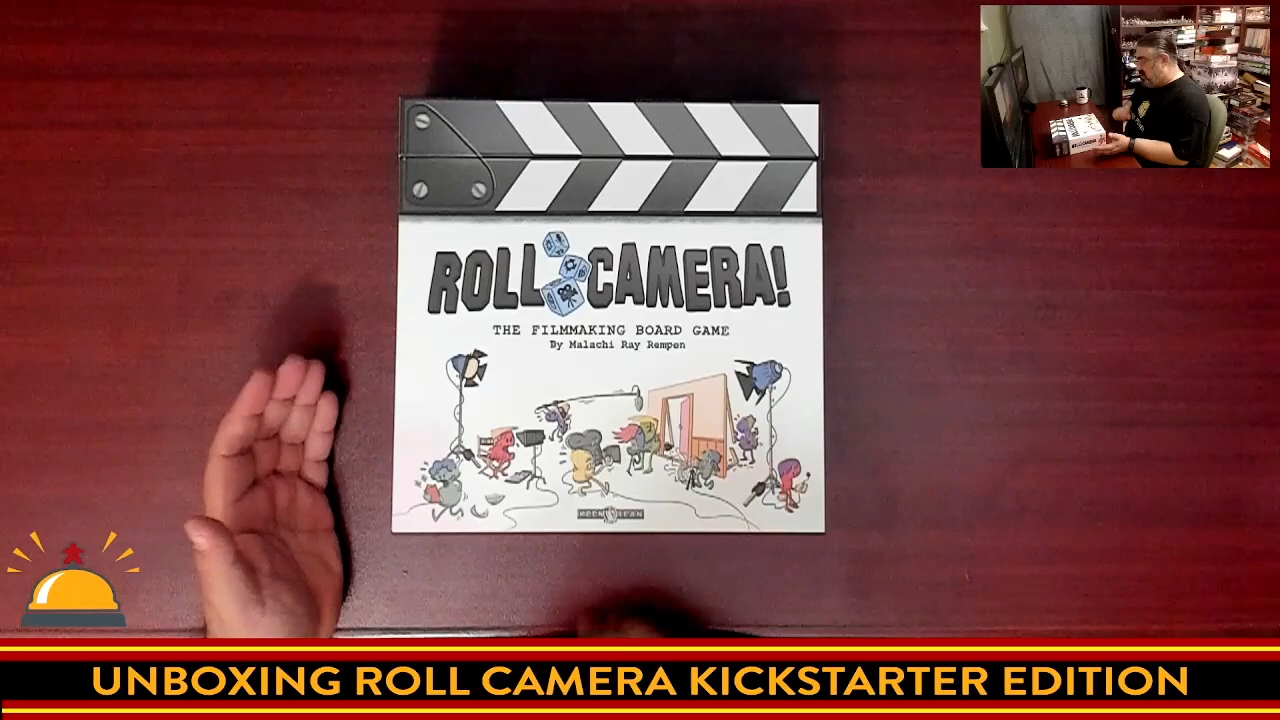 ROLL CAMERA!
THE FILMMAKING BOARD GAME
By Malachi Ray Rempen
UNBOXING ROLL CAMERA KICKSTARTER EDITION